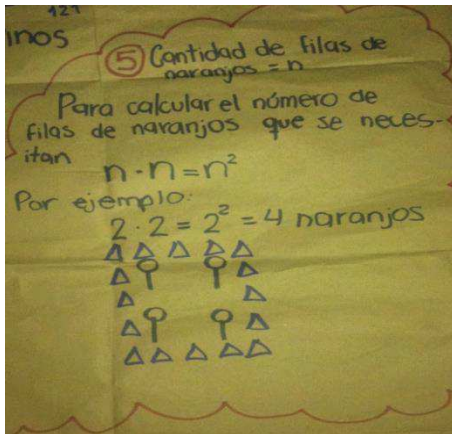 121
inos
⑤ Cantidad de filas de
naranjos = n
Para calcular el número de
filas de naranjos que se neces-
itan
n · n = n²
Por ejemplo:
2 · 2 = 2² = 4 naranjos